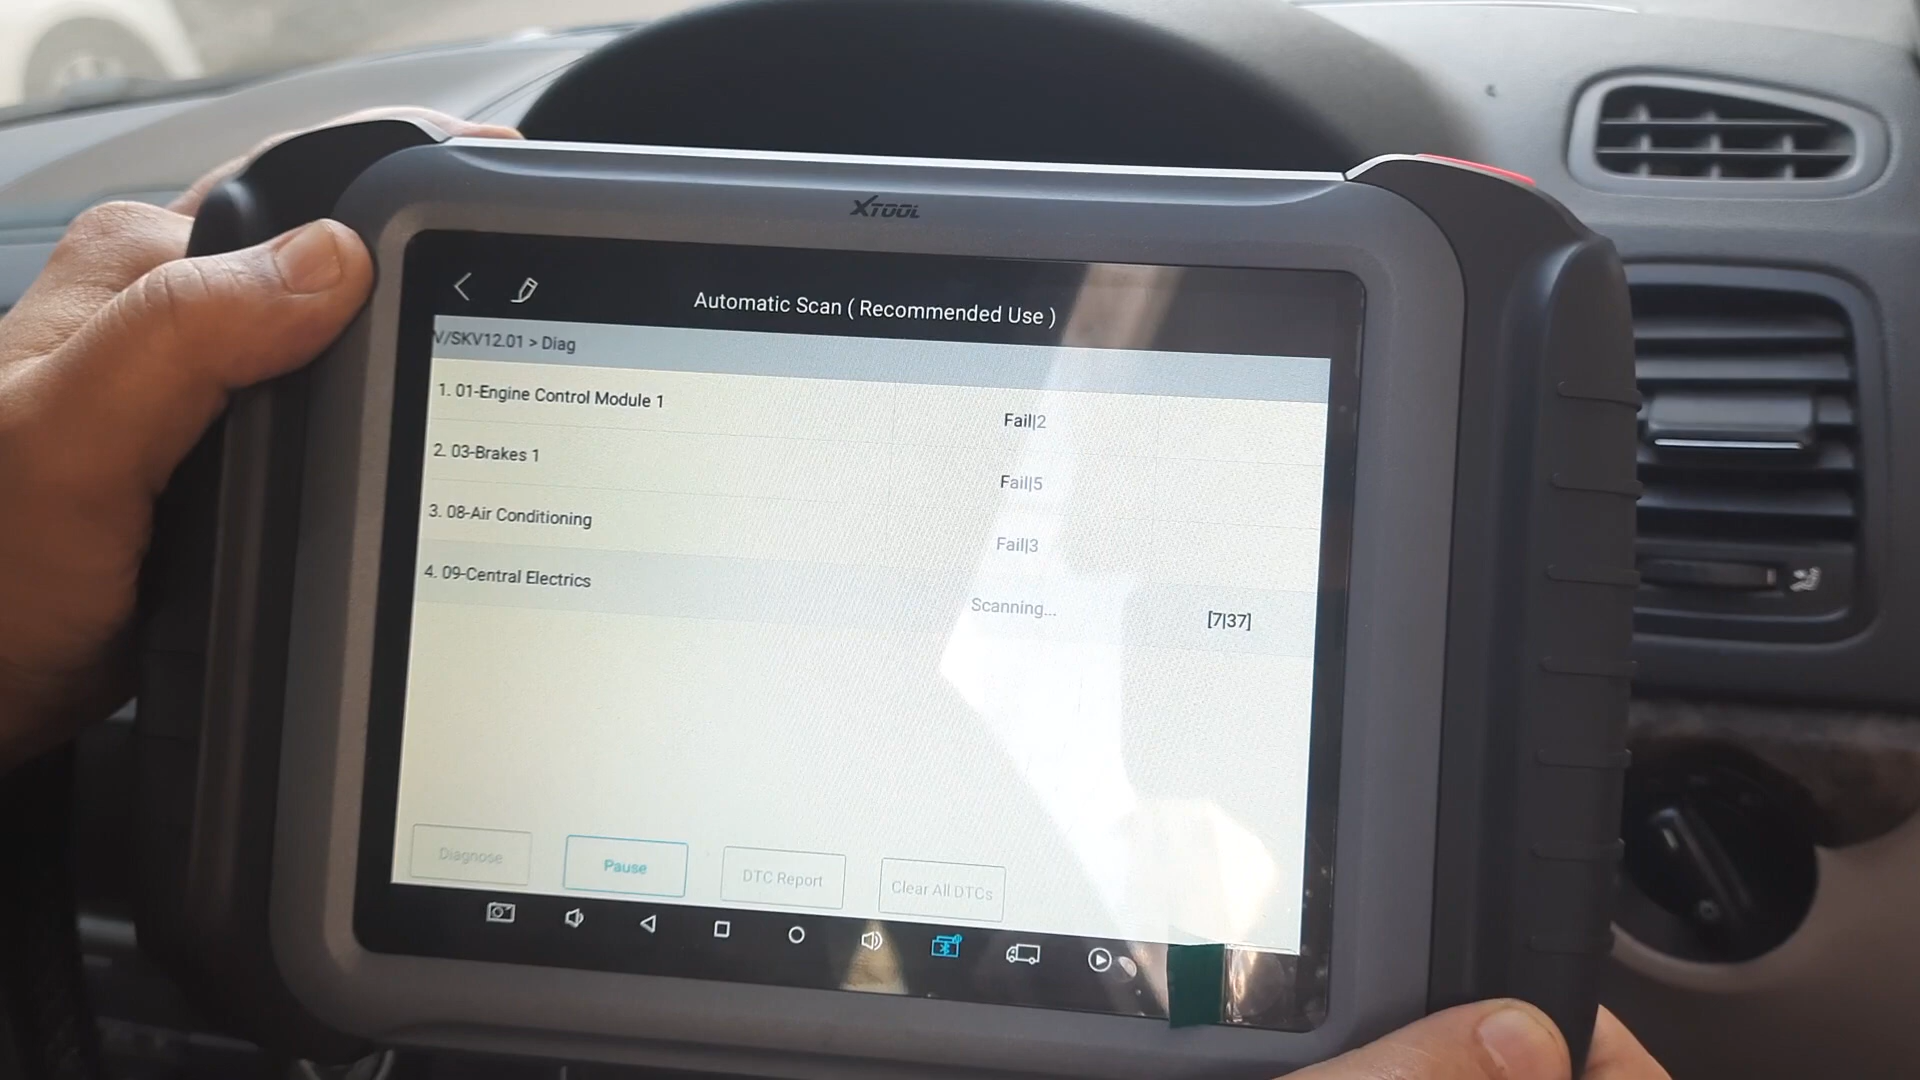 XTOOL
Automatic Scan ( Recommended Use )
V/SKV12.01 > Diag
1. 01-Engine Control Module 1 Fail|2
2. 03-Brakes 1 Fail|5
3. 08-Air Conditioning Fail|3
4. 09-Central Electrics Scanning... [7|37]
Diagnose Pause DTC Report Clear All DTCs